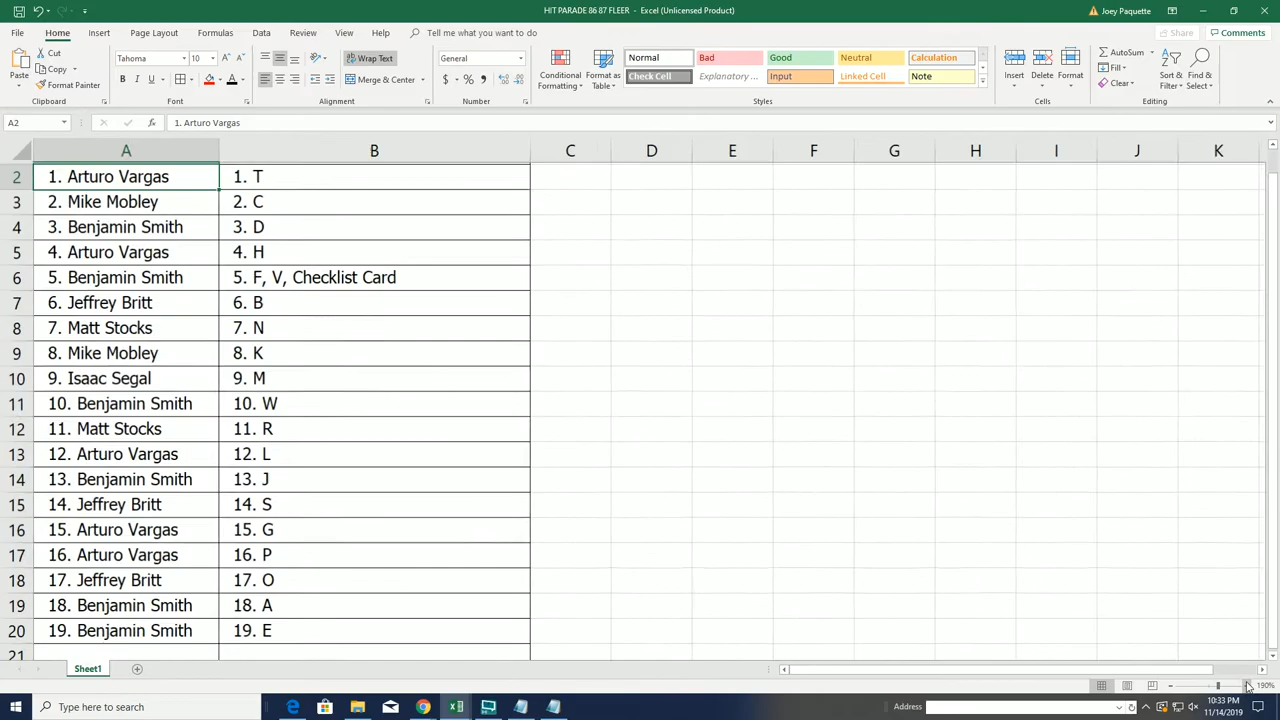 HIT PARADE 86 87 FLEER - Excel (Unlicensed Product)
Joey Paquette
File Home Insert Page Layout Formulas Data Review View Help Tell me what you want to do
Share Comments
Paste
Cut
Copy
Format Painter
Tahoma 10
B I U
Wrap Text
Merge & Center
General
$ % ,
Conditional Formatting
Format as Table
Normal Bad Good Neutral Calculation
Check Cell Explanatory ... Input Linked Cell Note
Insert Delete Format
AutoSum
Fill
Clear
Sort & Filter
Find & Select
Clipboard Font Alignment Number Styles Cells Editing
A2 fx 1. Arturo Vargas
A B C D E F G H I J K
2 1. Arturo Vargas 1. T
3 2. Mike Mobley 2. C
4 3. Benjamin Smith 3. D
5 4. Arturo Vargas 4. H
6 5. Benjamin Smith 5. F, V, Checklist Card
7 6. Jeffrey Britt 6. B
8 7. Matt Stocks 7. N
9 8. Mike Mobley 8. K
10 9. Isaac Segal 9. M
11 10. Benjamin Smith 10. W
12 11. Matt Stocks 11. R
13 12. Arturo Vargas 12. L
14 13. Benjamin Smith 13. J
15 14. Jeffrey Britt 14. S
16 15. Arturo Vargas 15. G
17 16. Arturo Vargas 16. P
18 17. Jeffrey Britt 17. O
19 18. Benjamin Smith 18. A
20 19. Benjamin Smith 19. E
21
Sheet1
190%
Type here to search
Address
10:33 PM
11/14/2019